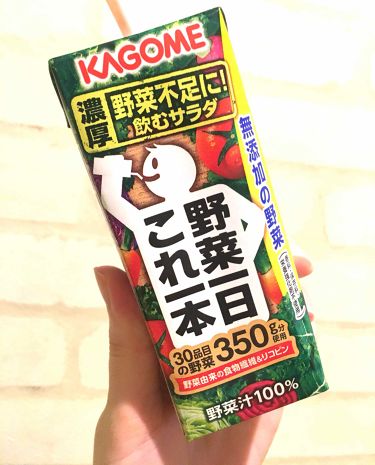 KAGOME
濃厚
野菜不足に!
飲むサラダ
野菜一日
これ一本
30品目
の野菜
350g分
使用
野菜由来の食物繊維&リコピン
野菜汁100%
無添加の野菜